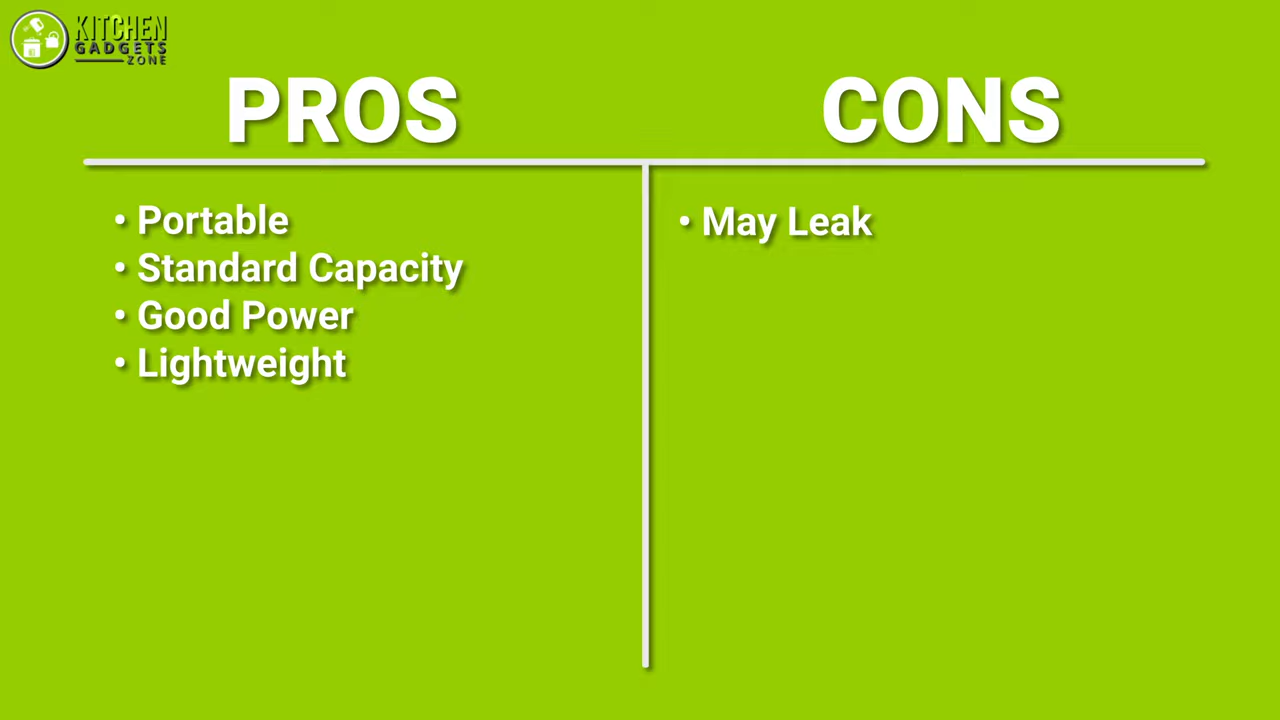 KITCHEN
GADGETS
ZONE
PROS
CONS
• Portable
• Standard Capacity
• Good Power
• Lightweight
• May Leak